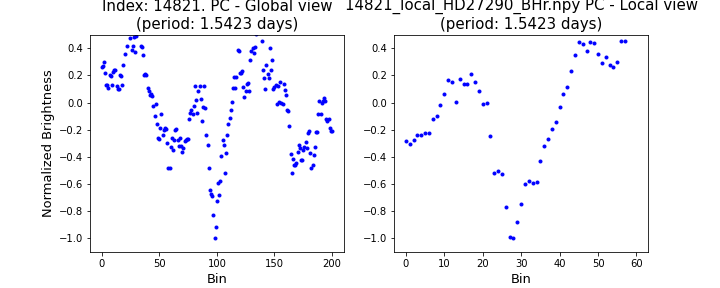 Index: 14821. PC - Global view
(period: 1.5423 days)
14821_local_HD27290_BHr.npy PC - Local view
(period: 1.5423 days)
Normalized Brightness
0.4
0.2
0.0
−0.2
−0.4
−0.6
−0.8
−1.0
0 50 100 150 200
Bin
0.4
0.2
0.0
−0.2
−0.4
−0.6
−0.8
−1.0
0 10 20 30 40 50 60
Bin